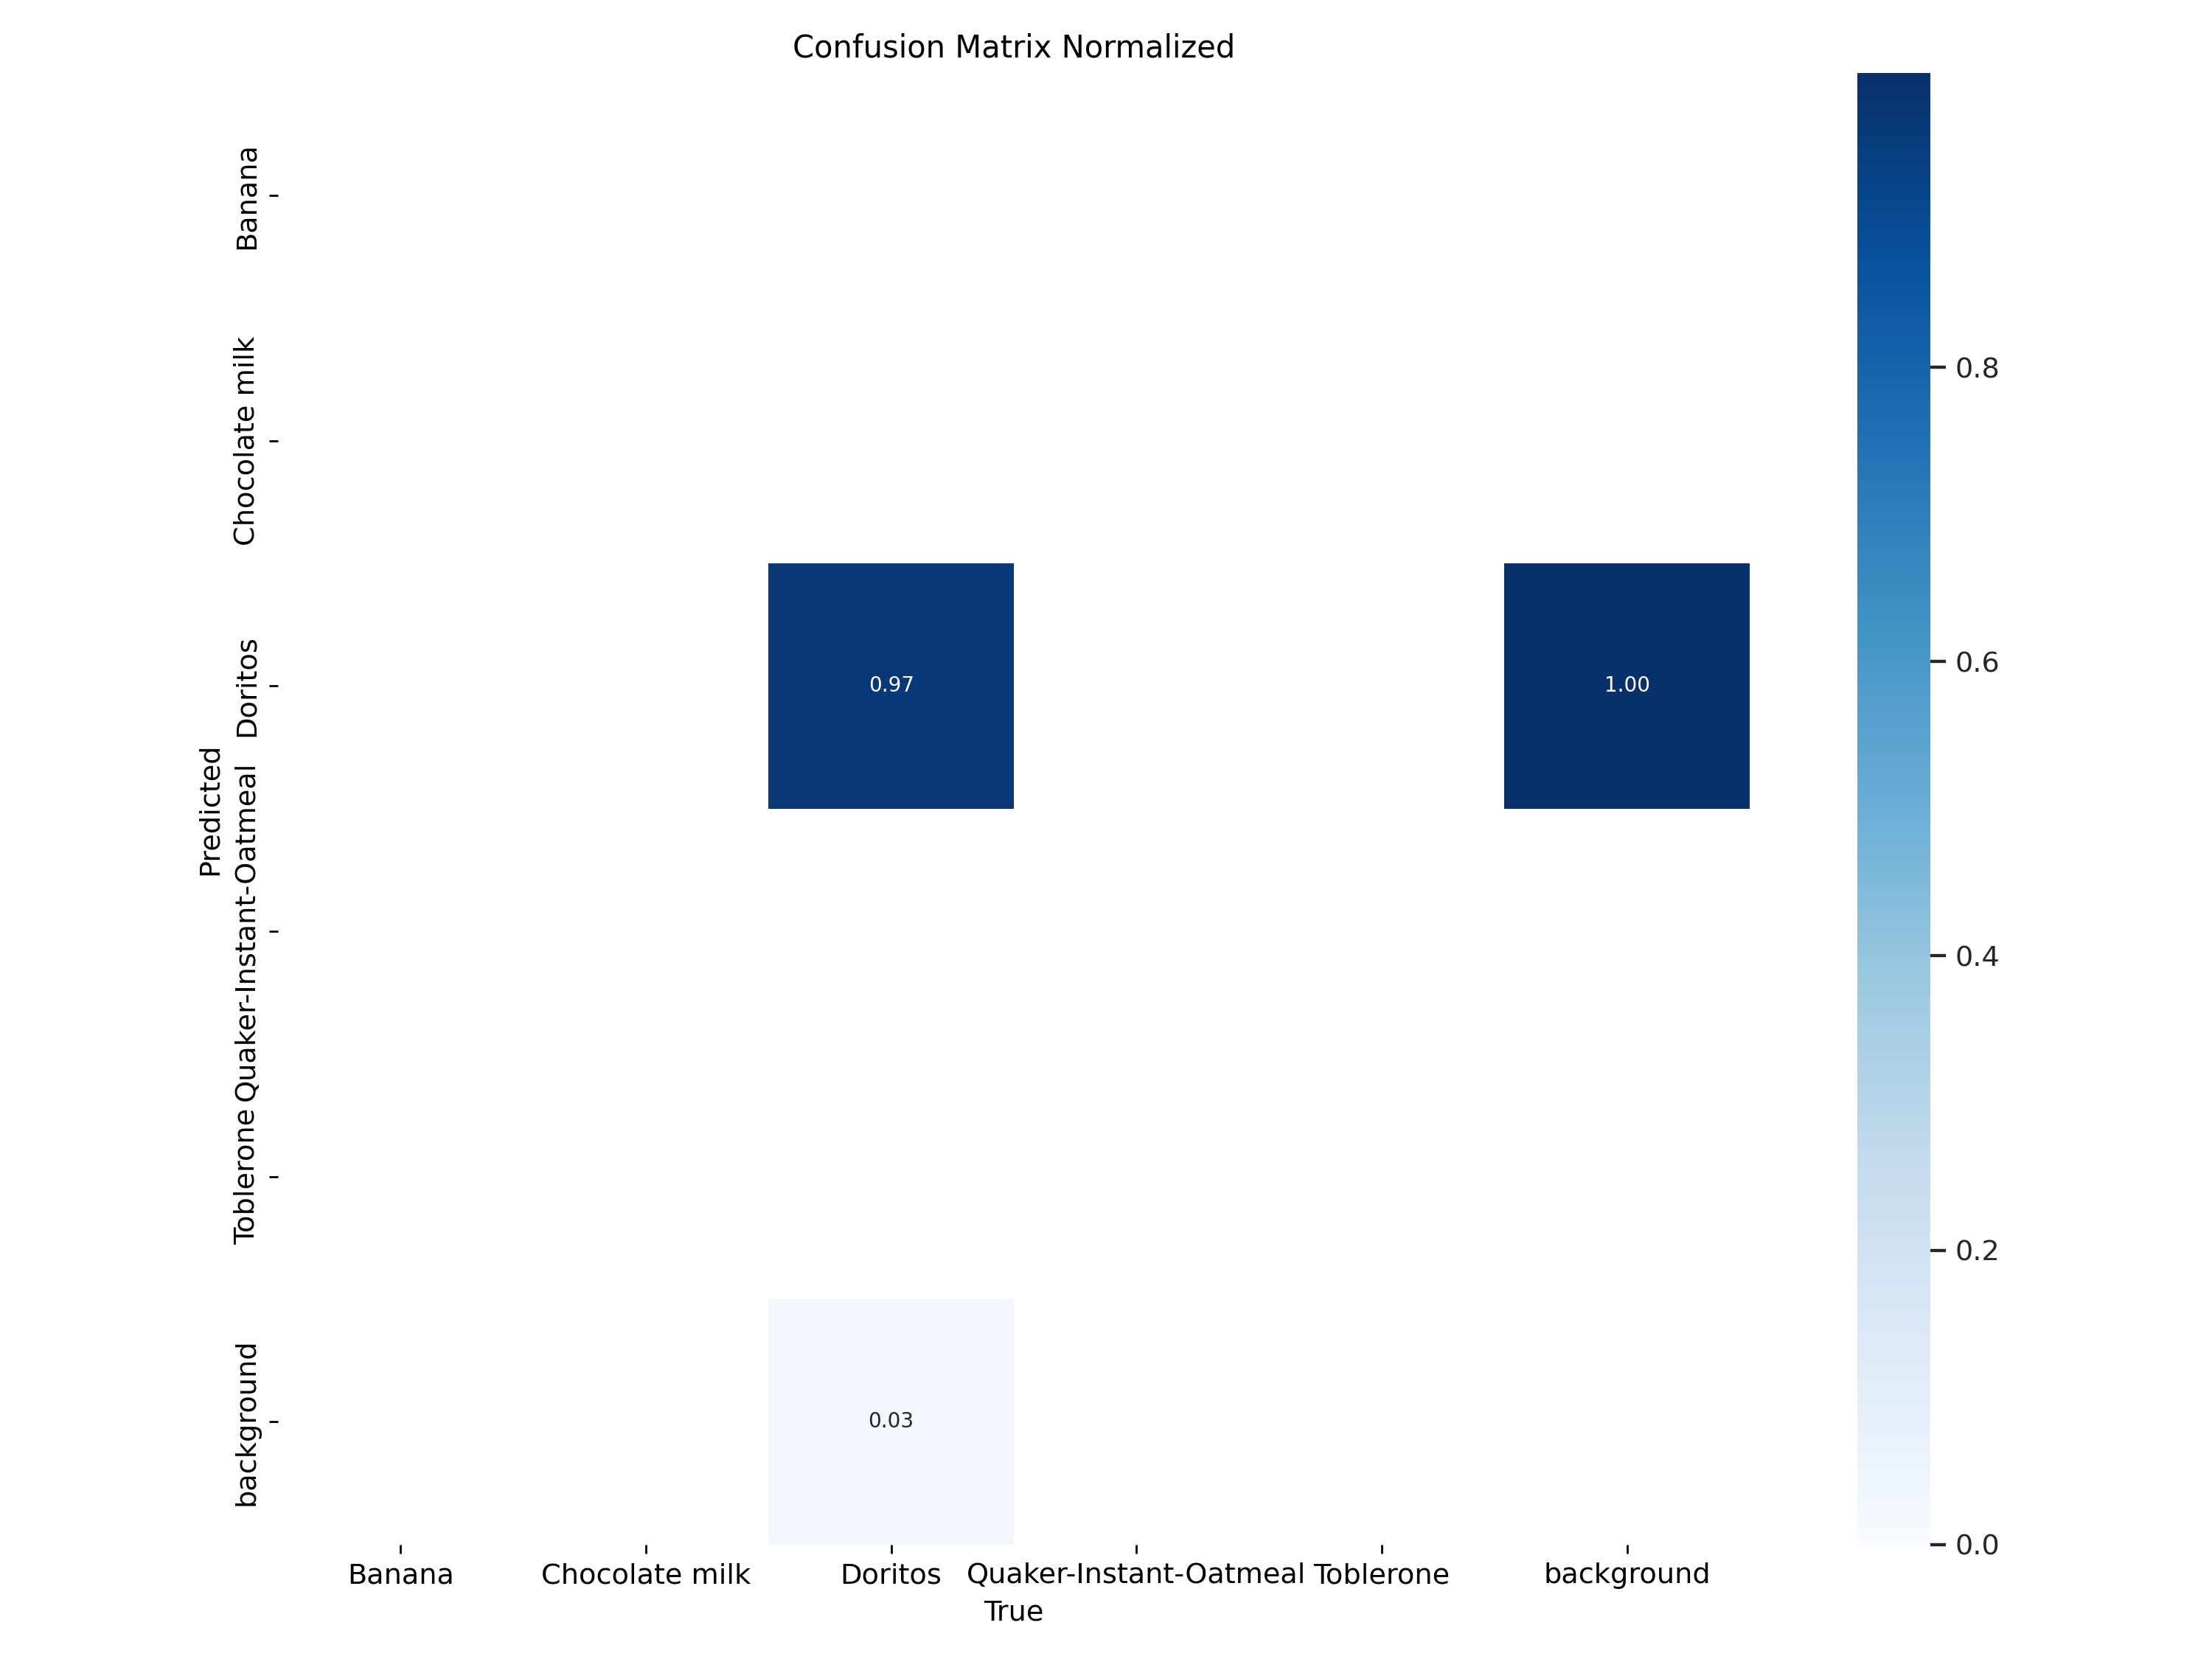 Confusion Matrix Normalized
Banana
Chocolate milk
Doritos
Quaker-Instant-Oatmeal
Toblerone
background
Predicted
0.97
1.00
0.03
Banana
Chocolate milk
Doritos
Quaker-Instant-Oatmeal
Toblerone
background
True
0.8
0.6
0.4
0.2
0.0